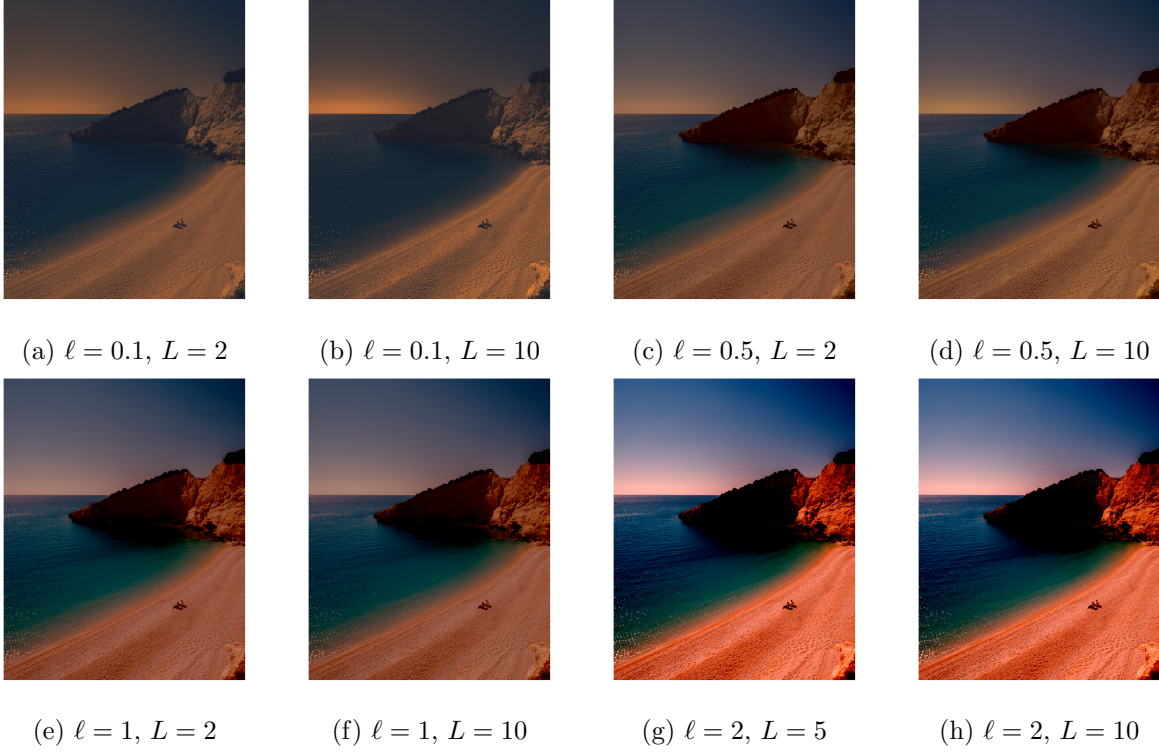 (a) ℓ = 0.1, L = 2
(b) ℓ = 0.1, L = 10
(c) ℓ = 0.5, L = 2
(d) ℓ = 0.5, L = 10
(e) ℓ = 1, L = 2
(f) ℓ = 1, L = 10
(g) ℓ = 2, L = 5
(h) ℓ = 2, L = 10